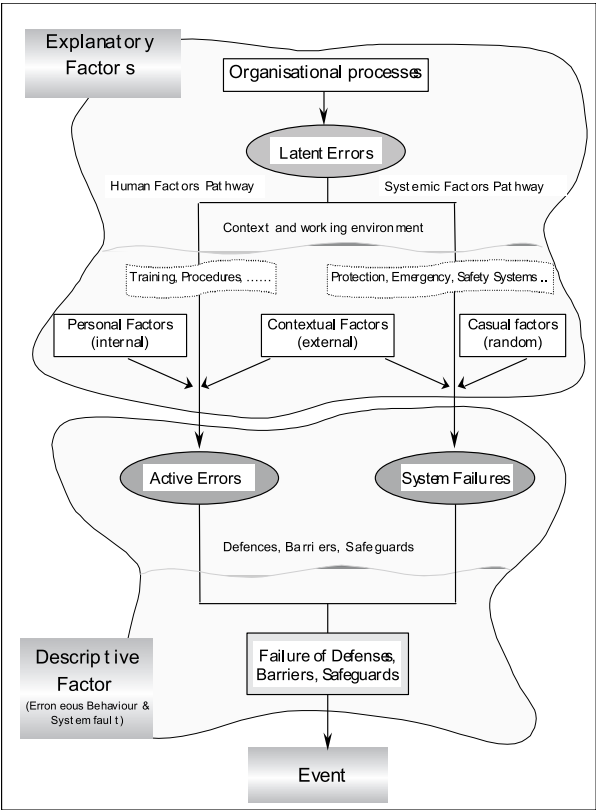 Explanatory
Factors
Organisational processes
Latent Errors
Human Factors Pathway
Systemic Factors Pathway
Context and working environment
Training, Procedures, ......
Protection, Emergency, Safety Systems ..
Personal Factors
(internal)
Contextual Factors
(external)
Casual factors
(random)
Active Errors
System Failures
Defences, Barriers, Safeguards
Failure of Defenses,
Barriers, Safeguards
Descriptive
Factor
(Erroneous Behaviour &
System fault)
Event